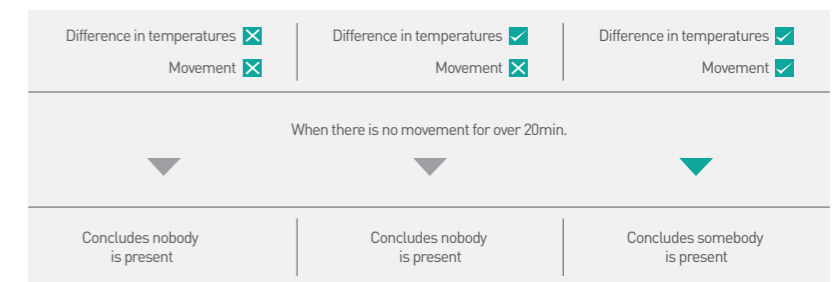 Difference in temperatures
Movement
Difference in temperatures
Movement
Difference in temperatures
Movement
When there is no movement for over 20min.
Concludes nobody
is present
Concludes nobody
is present
Concludes somebody
is present